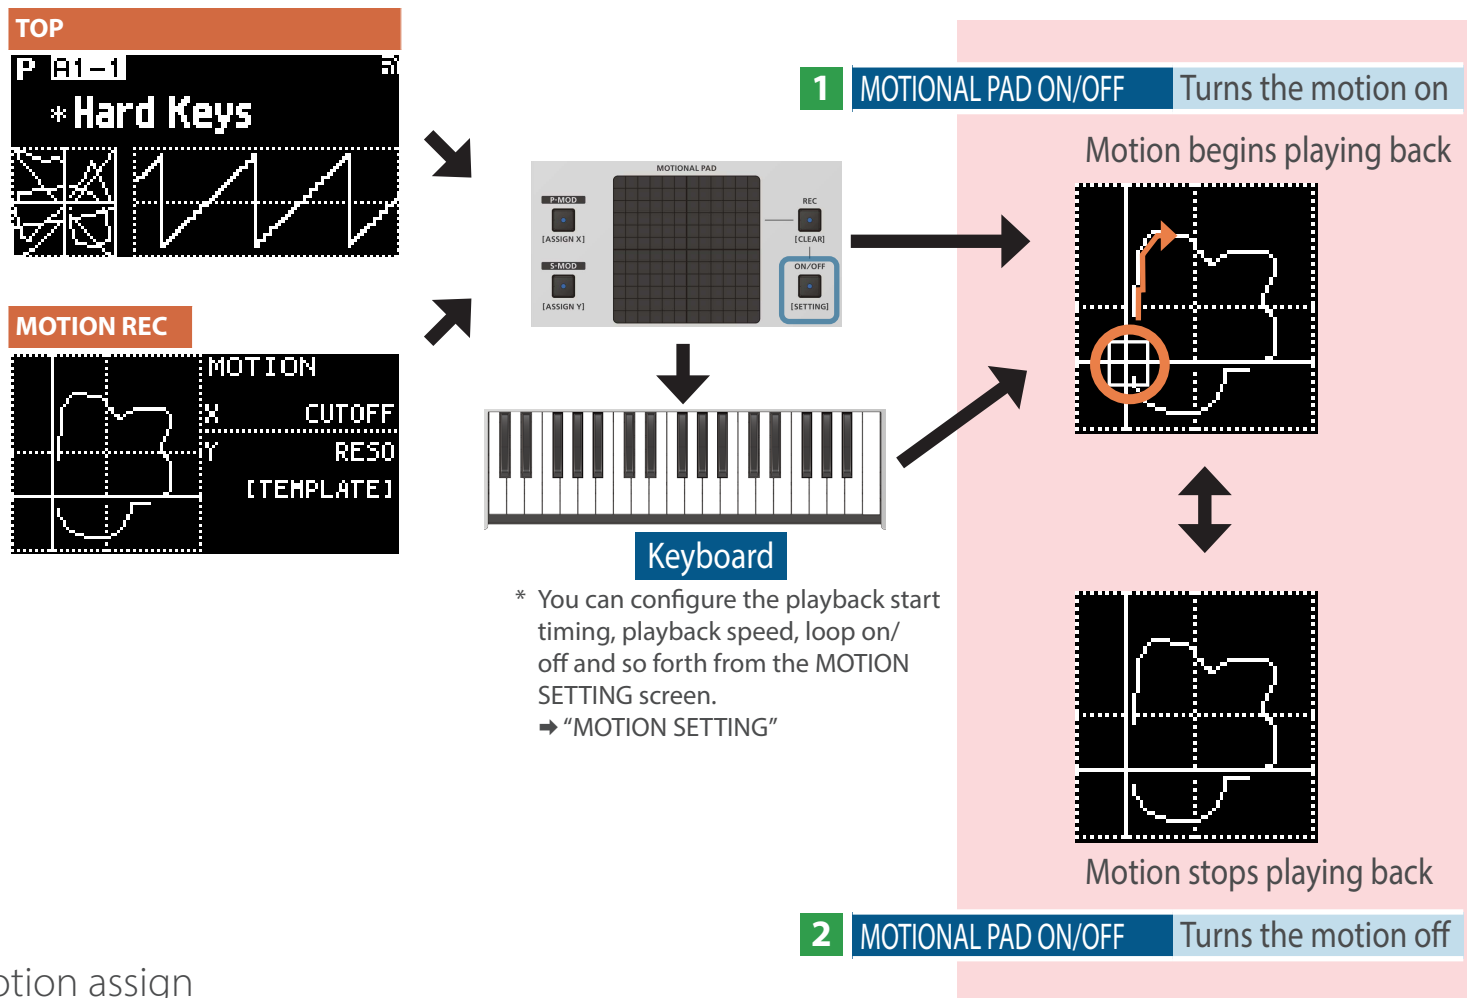 TOP
P A1-1
*Hard Keys
MOTION REC
MOTION
X CUTOFF
Y RESO
[TEMPLATE]
MOTIONAL PAD
P-MOD
[ASSIGN X]
S-MOD
[ASSIGN Y]
REC
[CLEAR]
ON/OFF
[SETTING]
Keyboard
* You can configure the playback start
timing, playback speed, loop on/
off and so forth from the MOTION
SETTING screen.
➡ “MOTION SETTING”
1 MOTIONAL PAD ON/OFF Turns the motion on
Motion begins playing back
Motion stops playing back
2 MOTIONAL PAD ON/OFF Turns the motion off
otion assign